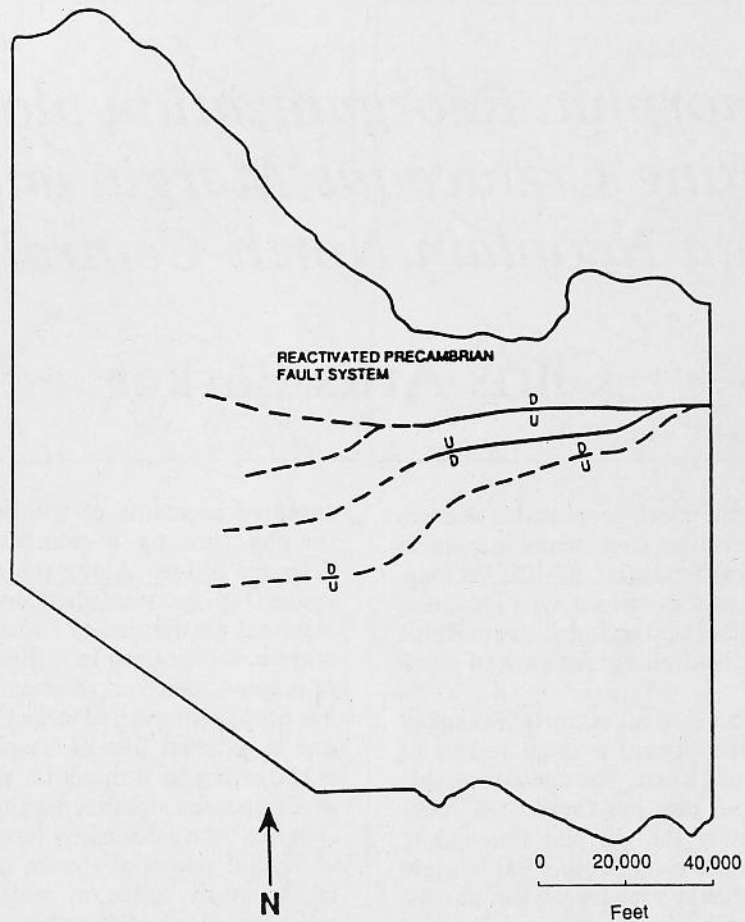 REACTIVATED PRECAMBRIAN
FAULT SYSTEM
D
U
U
D
D
U
D
U
N
0 20,000 40,000
Feet